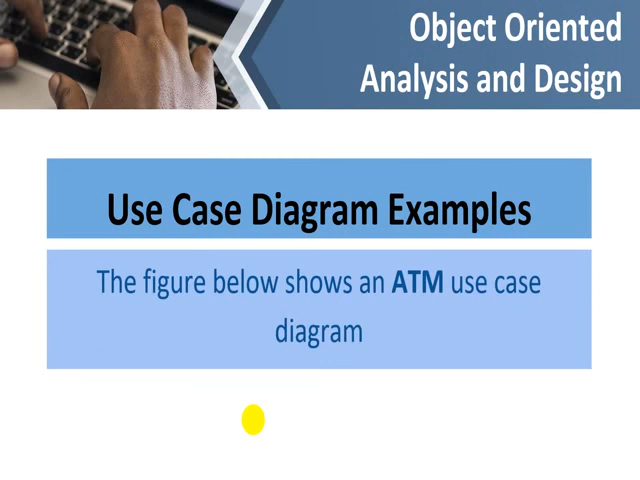 Object Oriented
Analysis and Design
Use Case Diagram Examples
The figure below shows an ATM use case
diagram